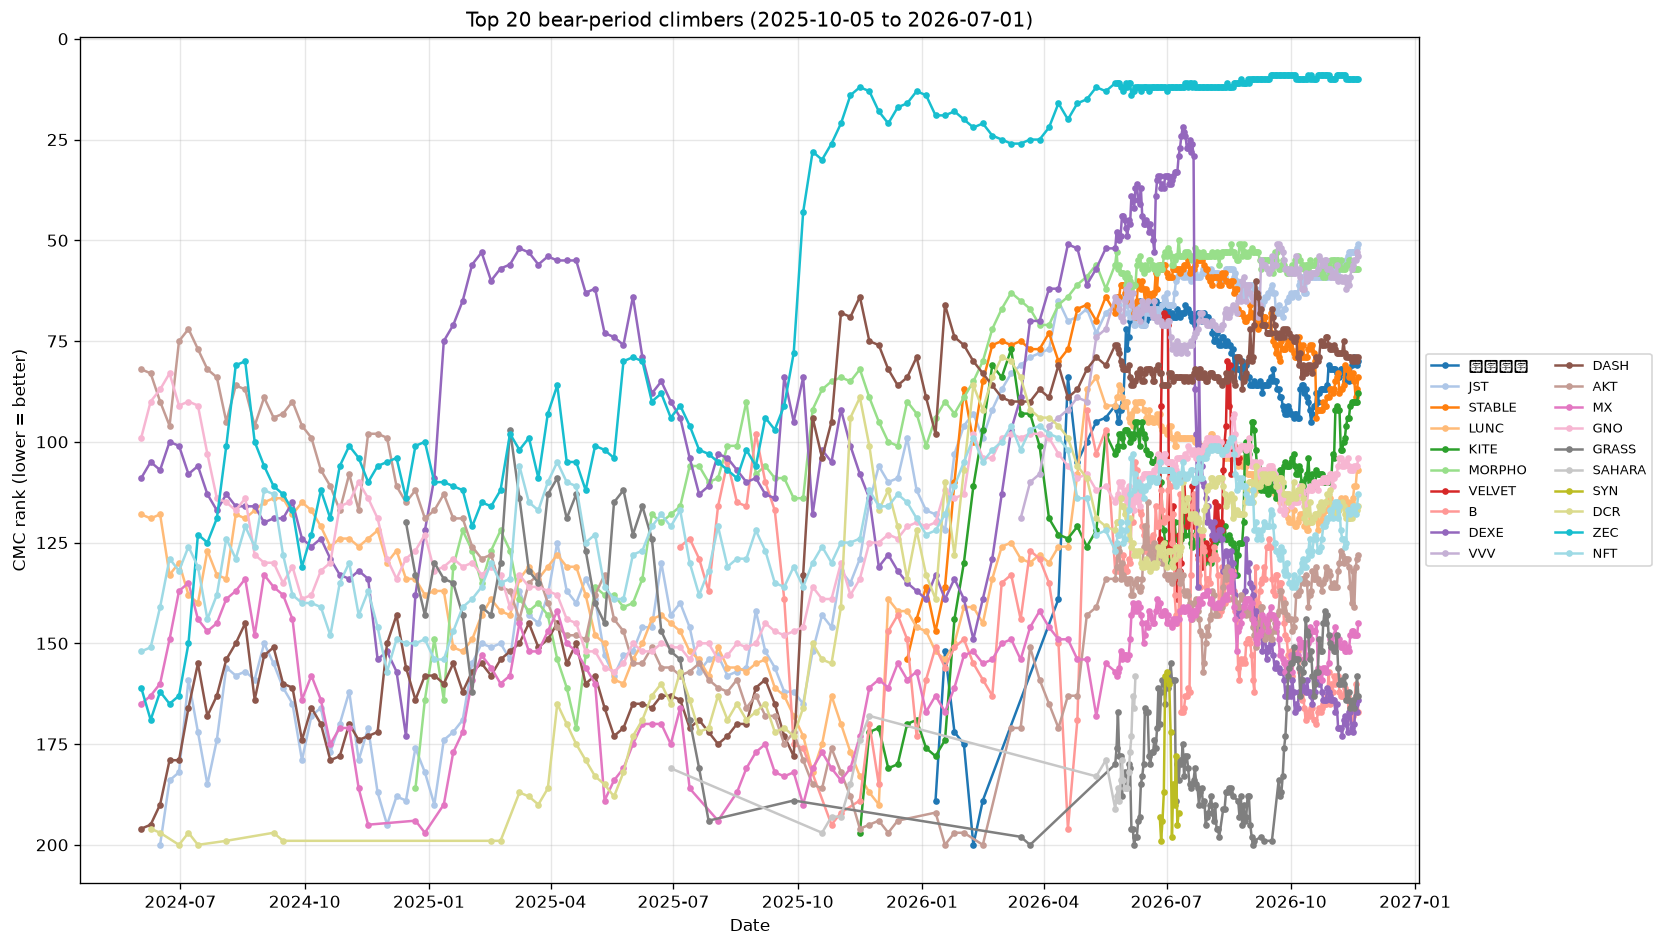 Top 20 bear-period climbers (2025-10-05 to 2026-07-01)
CMC rank (lower = better)
0
25
50
75
100
125
150
175
200
2024-07
2024-10
2025-01
2025-04
2025-07
2025-10
2026-01
2026-04
2026-07
2026-10
2027-01
Date
JST
STABLE
LUNC
KITE
MORPHO
VELVET
B
DEXE
VVV
DASH
AKT
MX
GNO
GRASS
SAHARA
SYN
DCR
ZEC
NFT